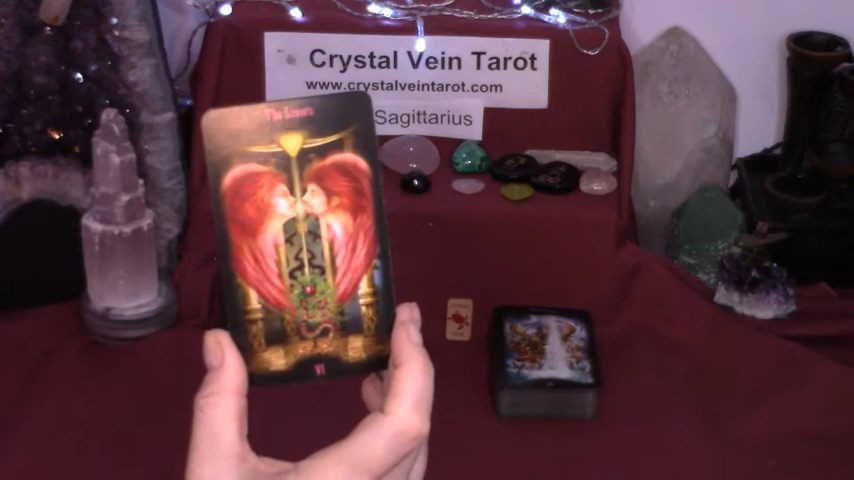 Crystal Vein Tarot
www.crystalveintarot.com
Sagittarius
The Lovers
VI